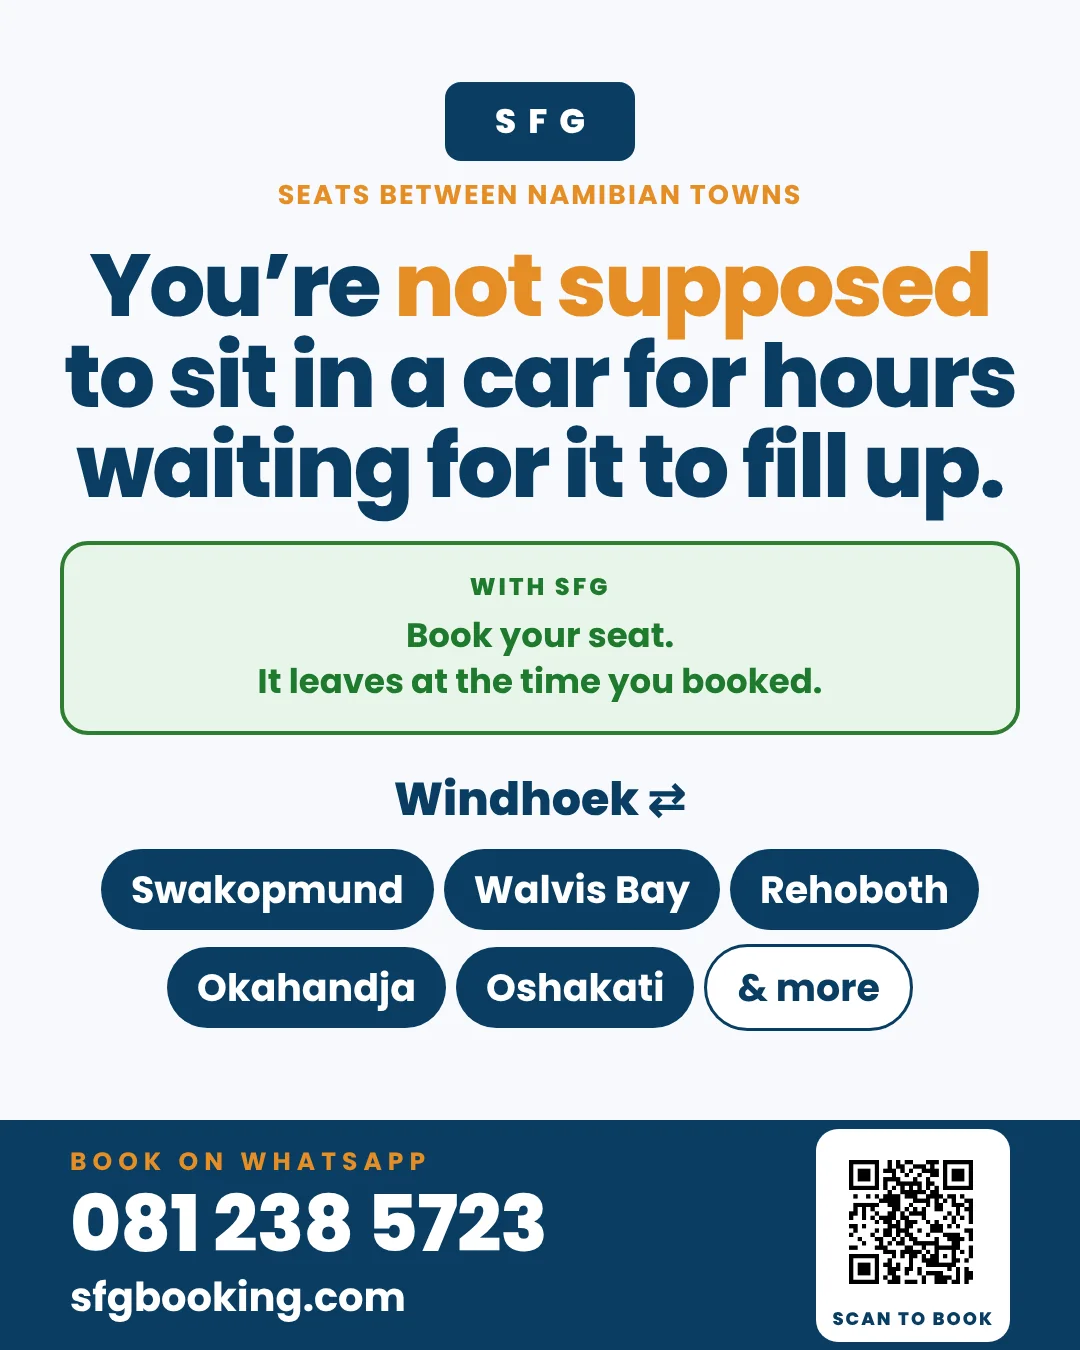 SFG
SEATS BETWEEN NAMIBIAN TOWNS
You’re not supposed
to sit in a car for hours
waiting for it to fill up.
WITH SFG
Book your seat.
It leaves at the time you booked.
Windhoek ⇄
Swakopmund Walvis Bay Rehoboth
Okahandja Oshakati & more
BOOK ON WHATSAPP
081 238 5723
sfgbooking.com
SCAN TO BOOK